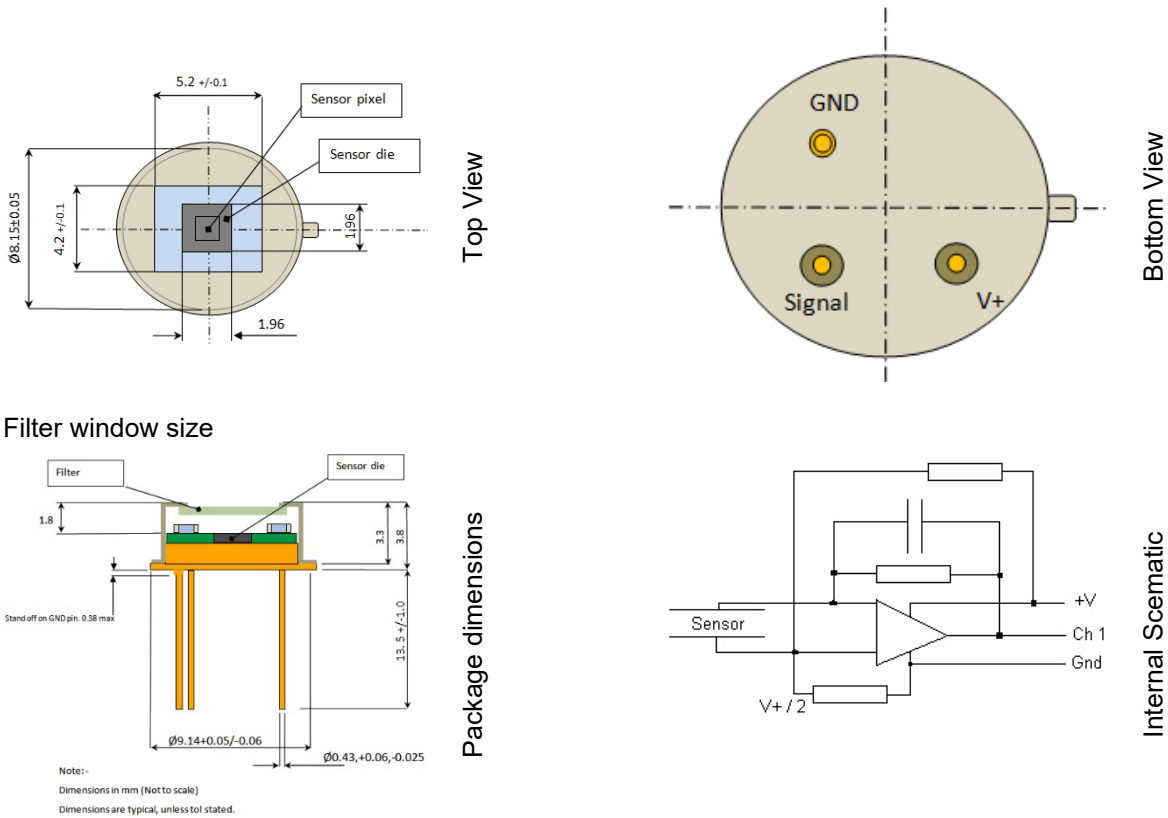 5.2 +/-0.1
Sensor pixel
Sensor die
Ø8.15±0.05
4.2 +/-0.1
1.96
1.96
Top View
GND
Signal
V+
Bottom View
Filter window size
Filter
Sensor die
1.8
3.3
3.8
Stand off on GND pin. 0.38 max
13.5 +/-1.0
Ø9.14+0.05/-0.06
Ø0.43,+0.06,-0.025
Note:-
Dimensions in mm (Not to scale)
Dimensions are typical, unless tol stated.
Package dimensions
Sensor
+V
Ch 1
Gnd
V+ / 2
Internal Scematic